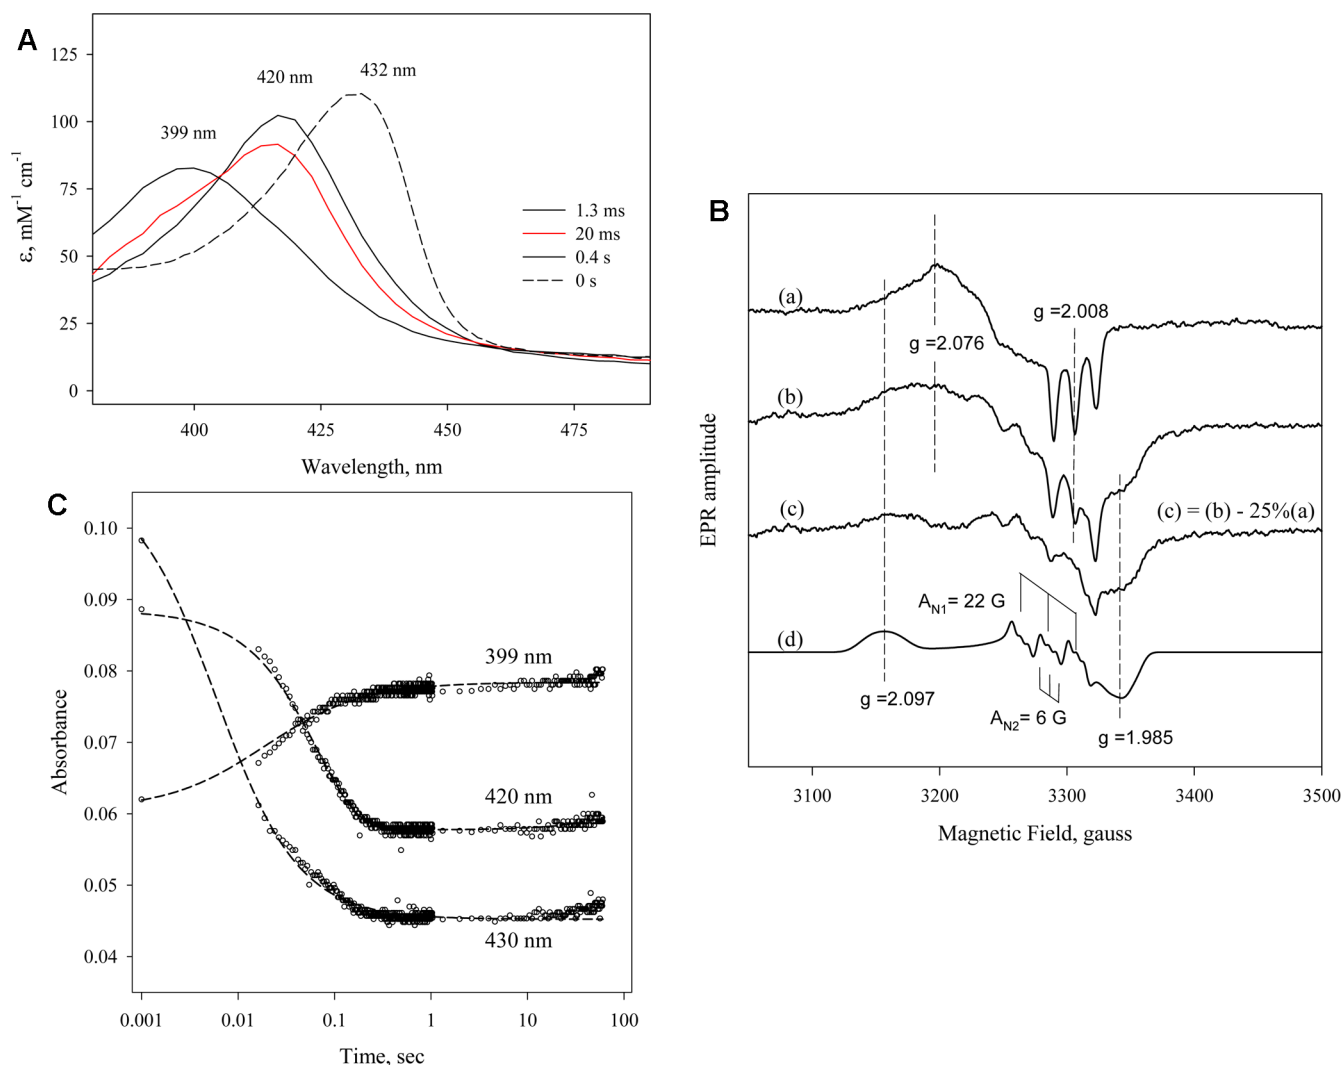 A
125
100
75
50
25
0
ε, mM⁻¹ cm⁻¹
399 nm
420 nm
432 nm
1.3 ms
20 ms
0.4 s
0 s
400
425
450
475
Wavelength, nm
B
EPR amplitude
(a)
g =2.076
g =2.008
(b)
(c)
(c) = (b) - 25%(a)
A_N1= 22 G
(d)
g =2.097
A_N2= 6 G
g =1.985
3100
3200
3300
3400
3500
Magnetic Field, gauss
C
0.10
0.09
0.08
0.07
0.06
0.05
0.04
Absorbance
399 nm
420 nm
430 nm
0.001
0.01
0.1
1
10
100
Time, sec